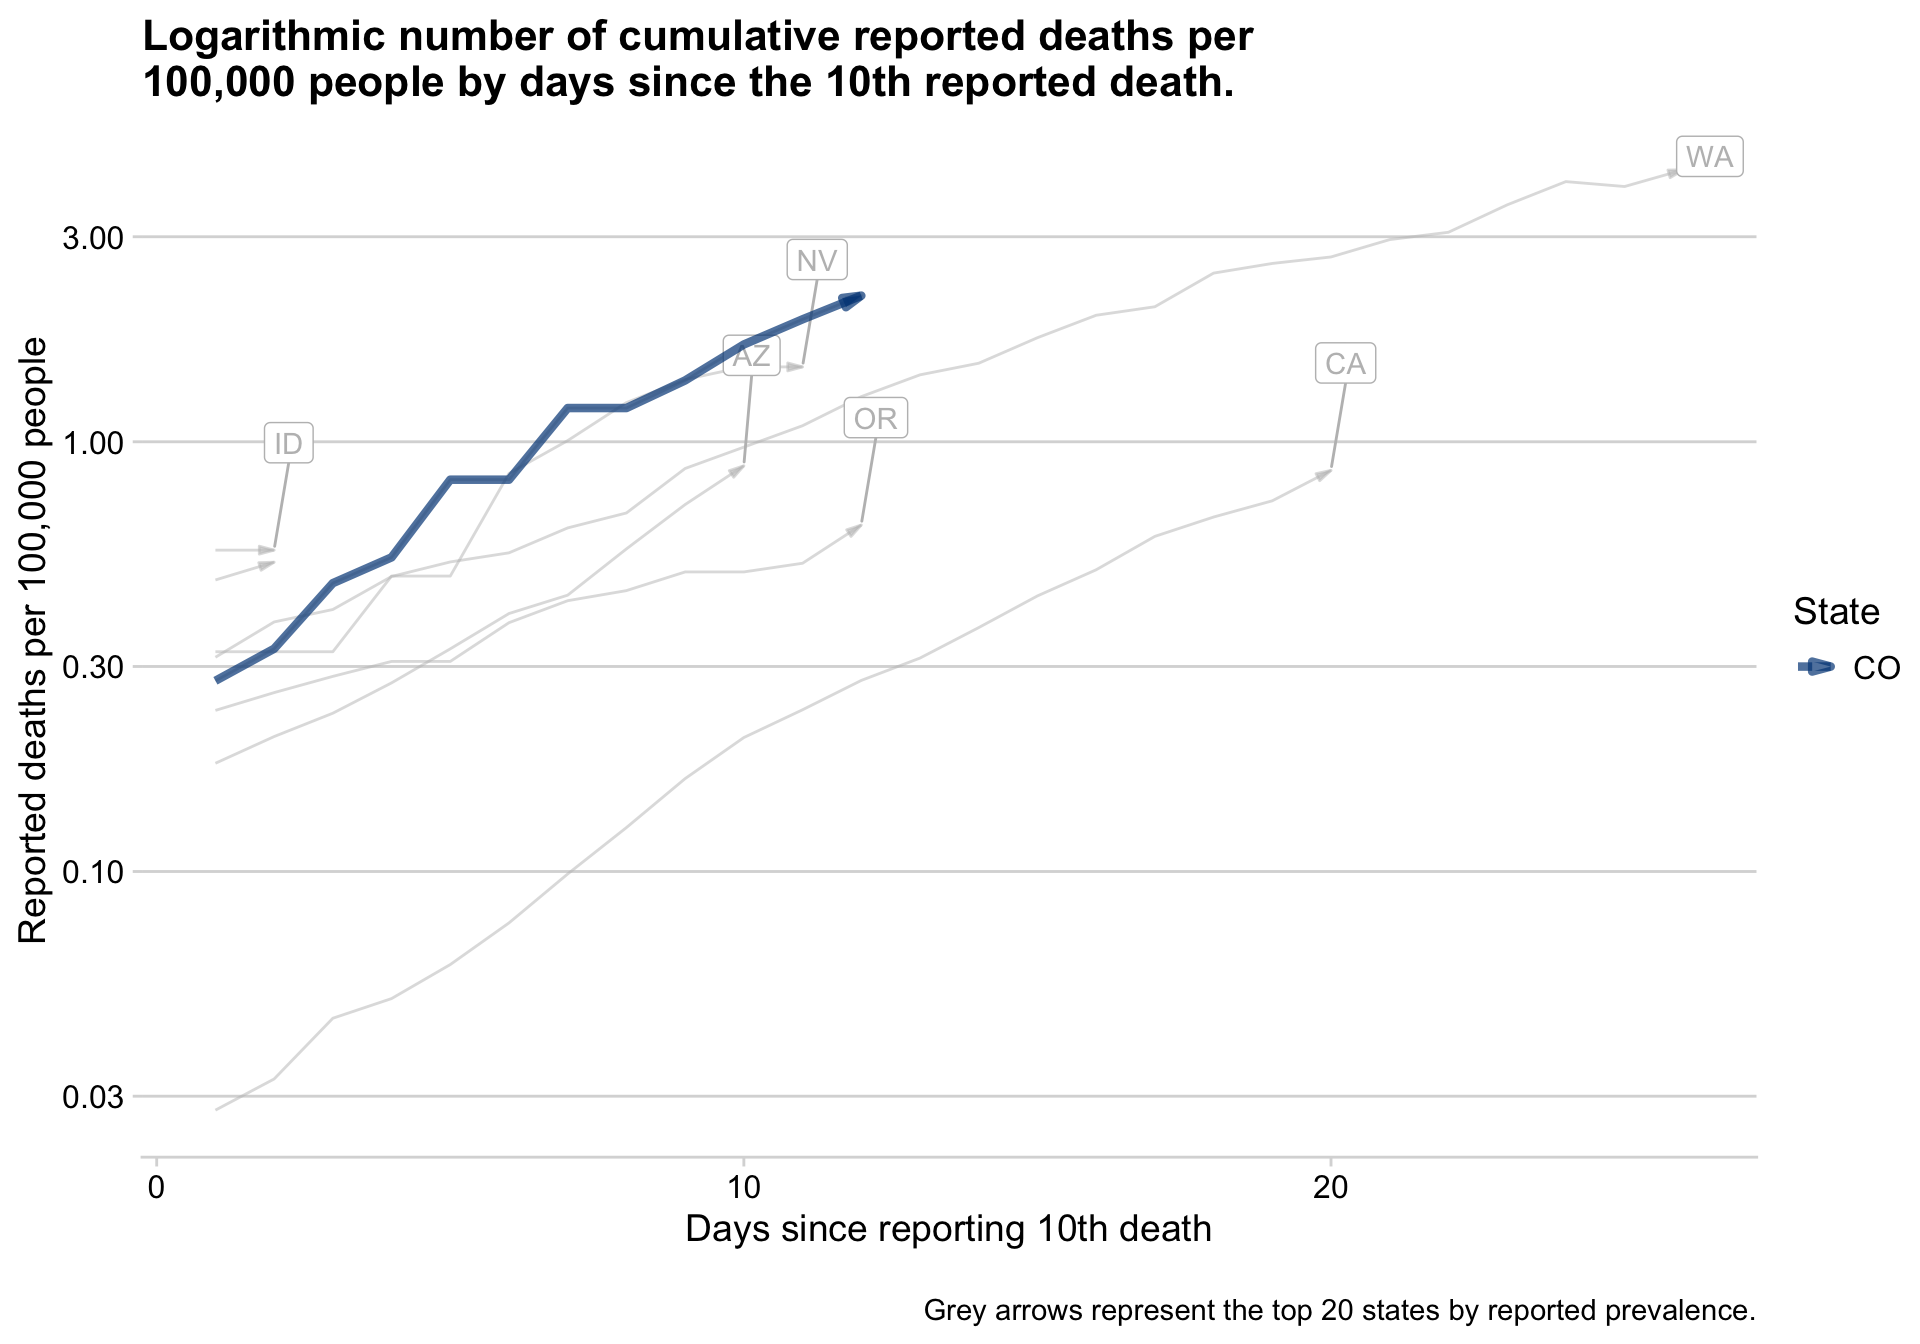 Logarithmic number of cumulative reported deaths per
100,000 people by days since the 10th reported death.
WA
3.00
NV
AZ
CA
OR
1.00
ID
0.30
0.10
0.03
Reported deaths per 100,000 people
State
CO
0
10
20
Days since reporting 10th death
Grey arrows represent the top 20 states by reported prevalence.